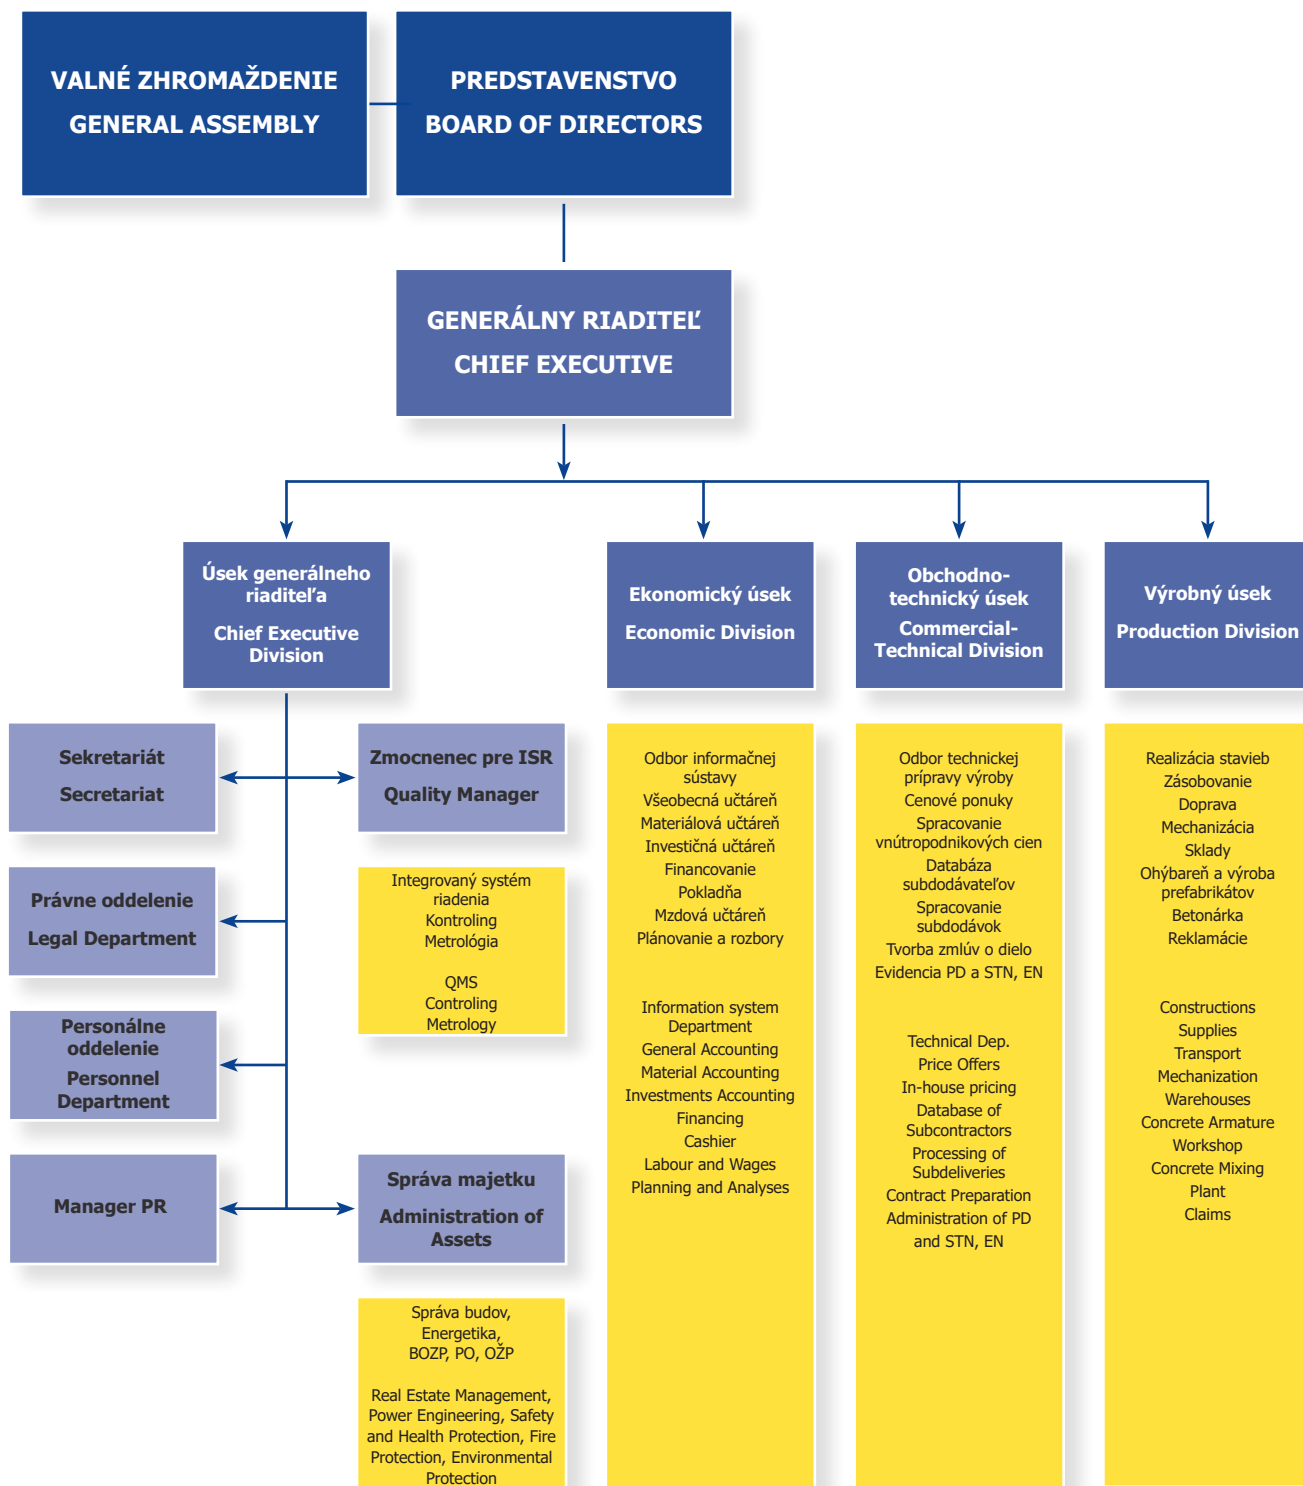 VALNÉ ZHROMAŽDENIE
GENERAL ASSEMBLY
PREDSTAVENSTVO
BOARD OF DIRECTORS
GENERÁLNY RIADITEĽ
CHIEF EXECUTIVE
Úsek generálneho
riaditeľa
Chief Executive
Division
Ekonomický úsek
Economic Division
Obchodno-
technický úsek
Commercial-
Technical Division
Výrobný úsek
Production Division
Sekretariát
Secretariat
Zmocnenec pre ISR
Quality Manager
Právne oddelenie
Legal Department
Integrovaný systém
riadenia
Kontroling
Metrológia
QMS
Controling
Metrology
Personálne
oddelenie
Personnel
Department
Manager PR
Správa majetku
Administration of
Assets
Správa budov,
Energetika,
BOZP, PO, OŽP
Real Estate Management,
Power Engineering, Safety
and Health Protection, Fire
Protection, Environmental
Protection
Odbor informačnej
sústavy
Všeobecná učtáreň
Materiálová učtáreň
Investičná učtáreň
Financovanie
Pokladňa
Mzdová učtáreň
Plánovanie a rozbory
Information system
Department
General Accounting
Material Accounting
Investments Accounting
Financing
Cashier
Labour and Wages
Planning and Analyses
Odbor technickej
prípravy výroby
Cenové ponuky
Spracovanie
vnútropodnikových cien
Databáza
subdodávateľov
Spracovanie
subdodávok
Tvorba zmlúv o dielo
Evidencia PD a STN, EN
Technical Dep.
Price Offers
In-house pricing
Database of
Subcontractors
Processing of
Subdeliveries
Contract Preparation
Administration of PD
and STN, EN
Realizácia stavieb
Zásobovanie
Doprava
Mechanizácia
Sklady
Ohýbareň a výroba
prefabrikátov
Betonárka
Reklamácie
Constructions
Supplies
Transport
Mechanization
Warehouses
Concrete Armature
Workshop
Concrete Mixing
Plant
Claims